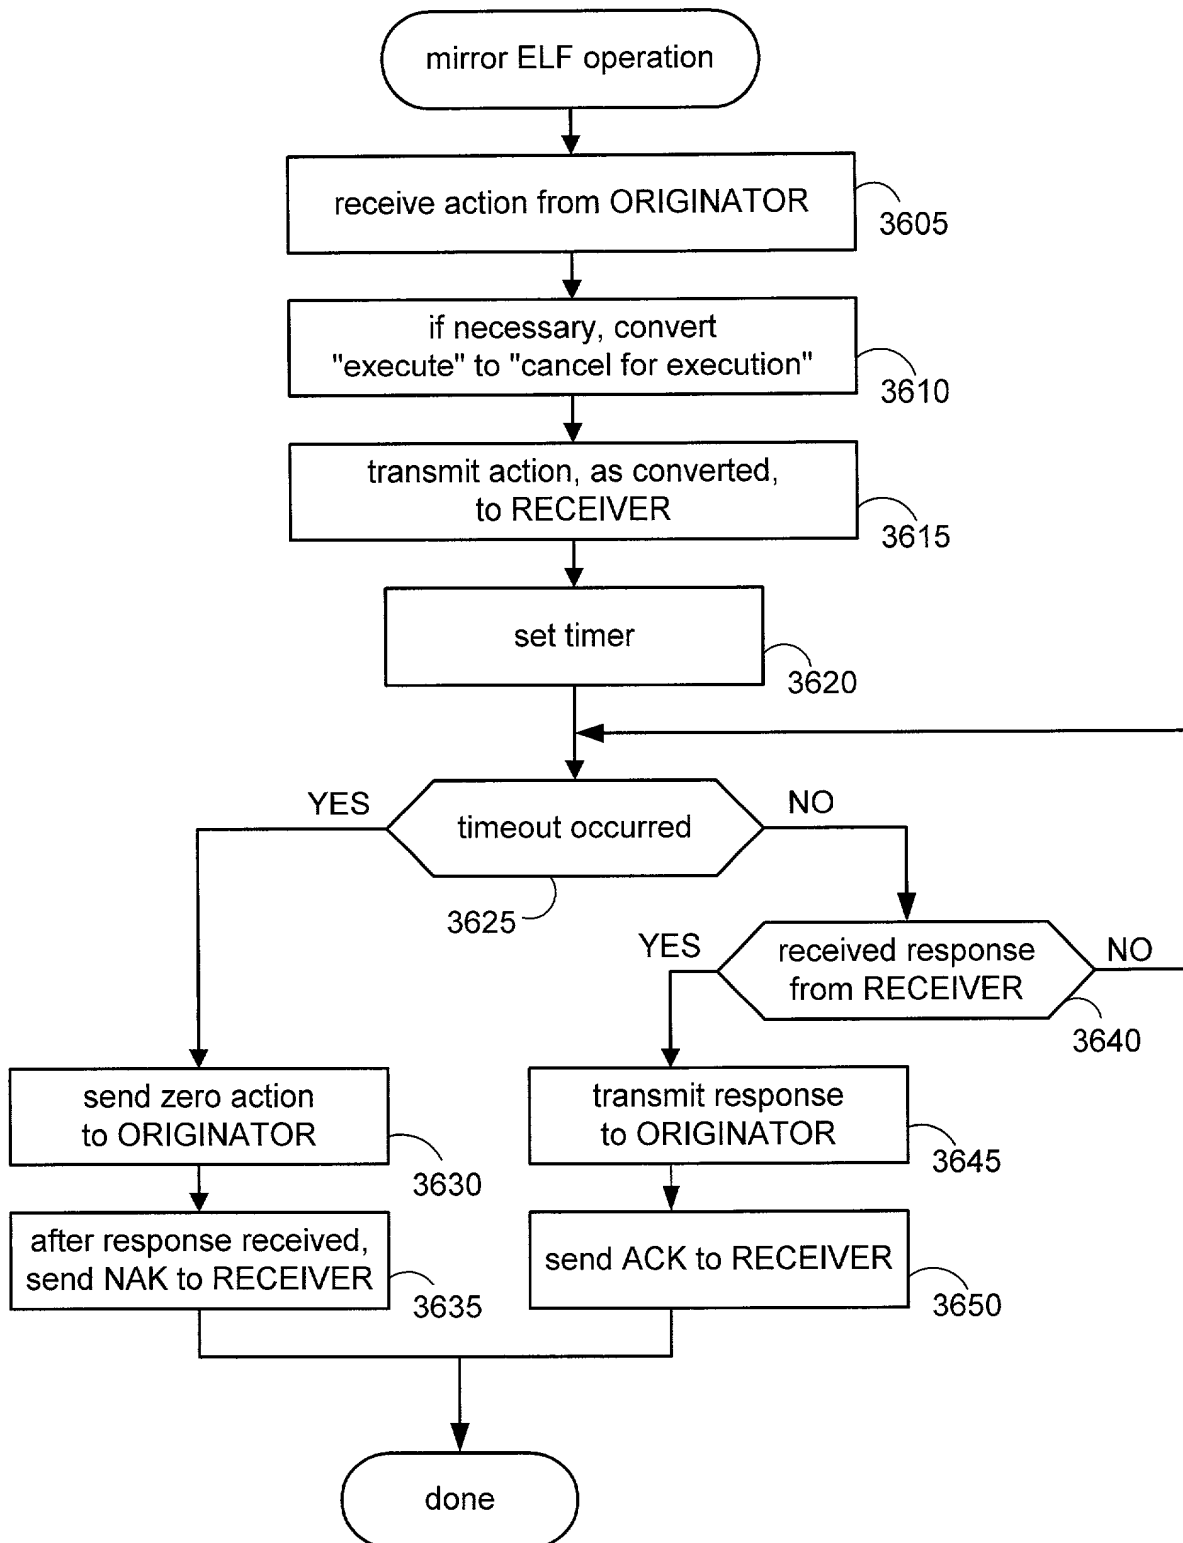 mirror ELF operation
receive action from ORIGINATOR
3605
if necessary, convert
"execute" to "cancel for execution"
3610
transmit action, as converted,
to RECEIVER
3615
set timer
3620
YES
timeout occurred
NO
3625
YES
received response
from RECEIVER
NO
3640
send zero action
to ORIGINATOR
3630
transmit response
to ORIGINATOR
3645
after response received,
send NAK to RECEIVER
3635
send ACK to RECEIVER
3650
done